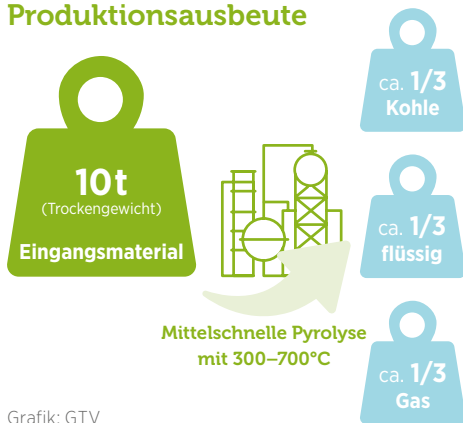 Produktionsausbeute
10t
(Trockengewicht)
Eingangsmaterial
Mittelschnelle Pyrolyse
mit 300–700°C
ca. 1/3
Kohle
ca. 1/3
flüssig
ca. 1/3
Gas
Grafik: GTV